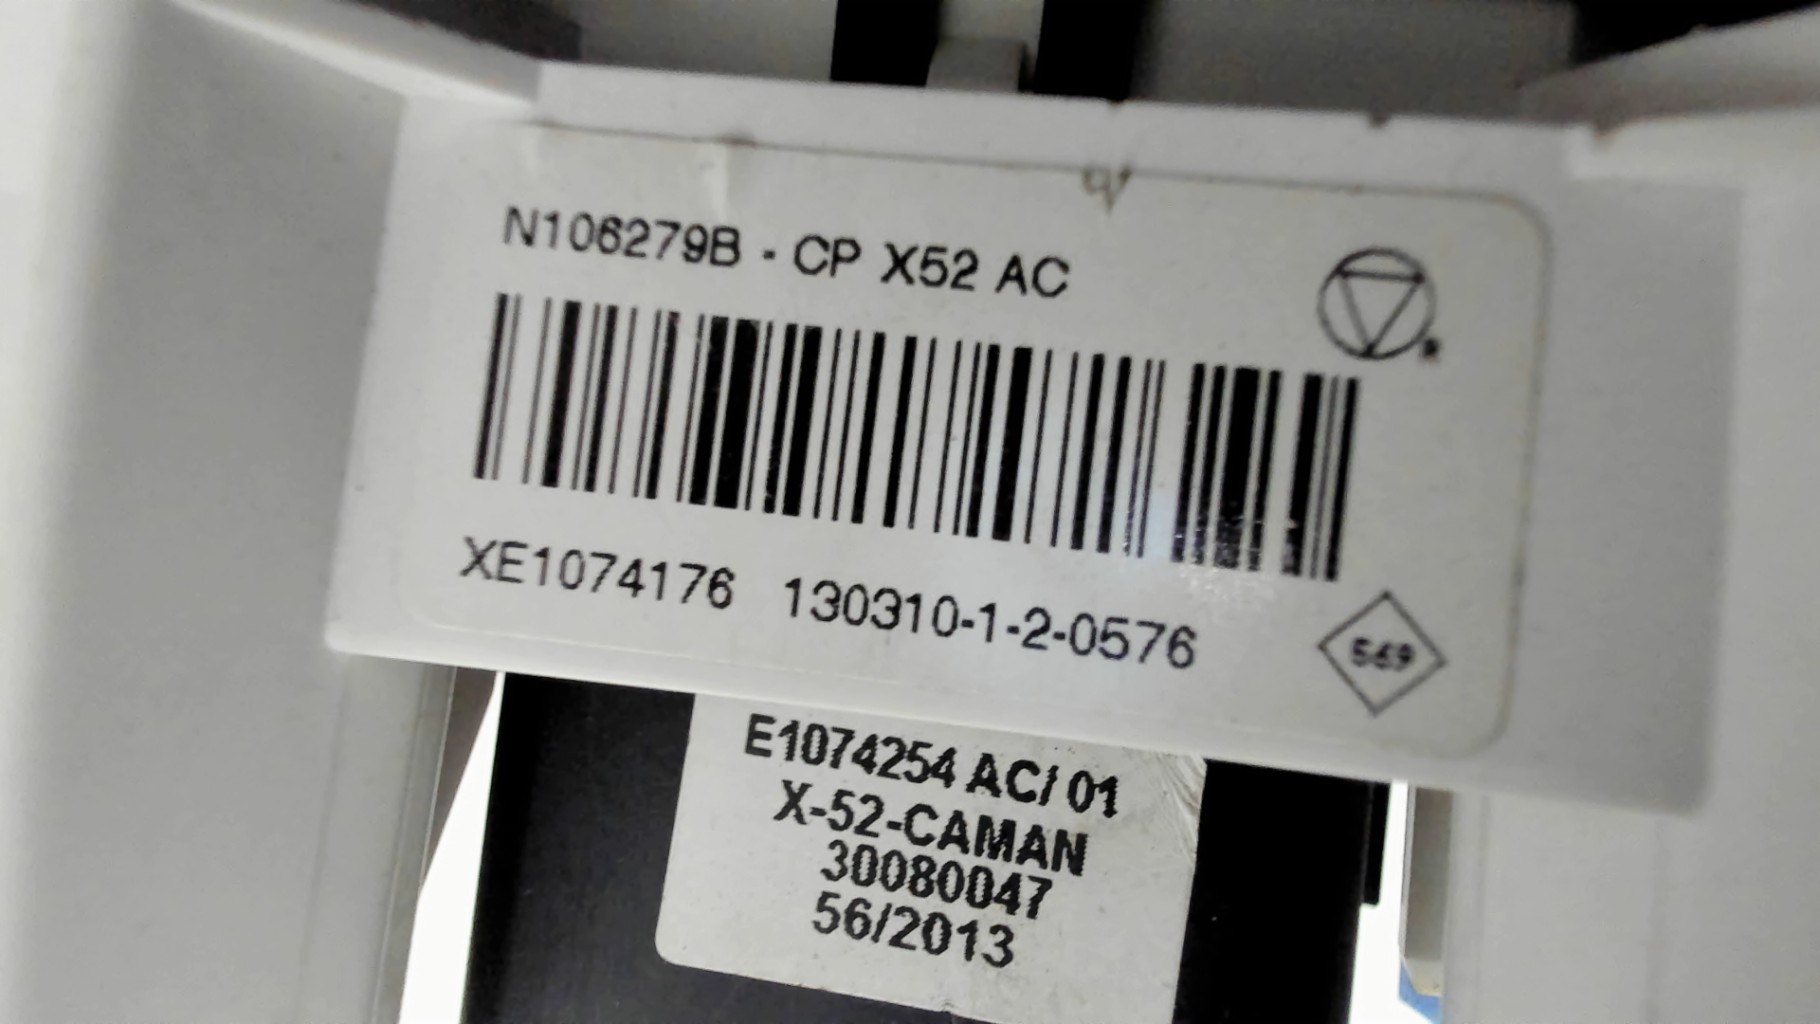 N106279B - CP X52 AC
XE1074176 130310-1-2-0576
569
E1074254 AC/ 01
X-52-CAMAN
30080047
56/2013